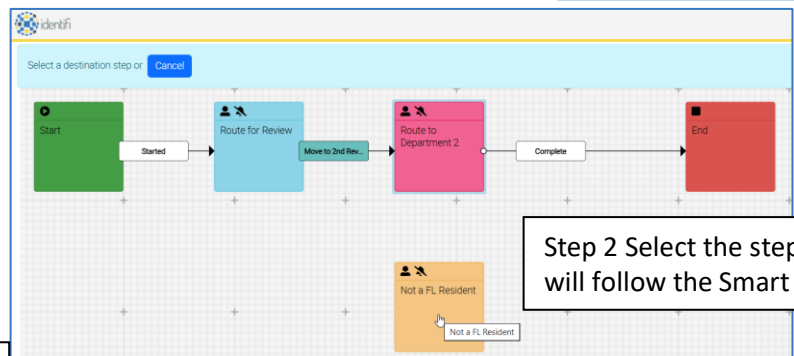 identifi
Select a destination step or Cancel
Start
Started
Route for Review
Move to 2nd Rev...
Route to
Department 2
Complete
End
Step 2 Select the step
will follow the Smart
Not a FL Resident
Not a FL Resident